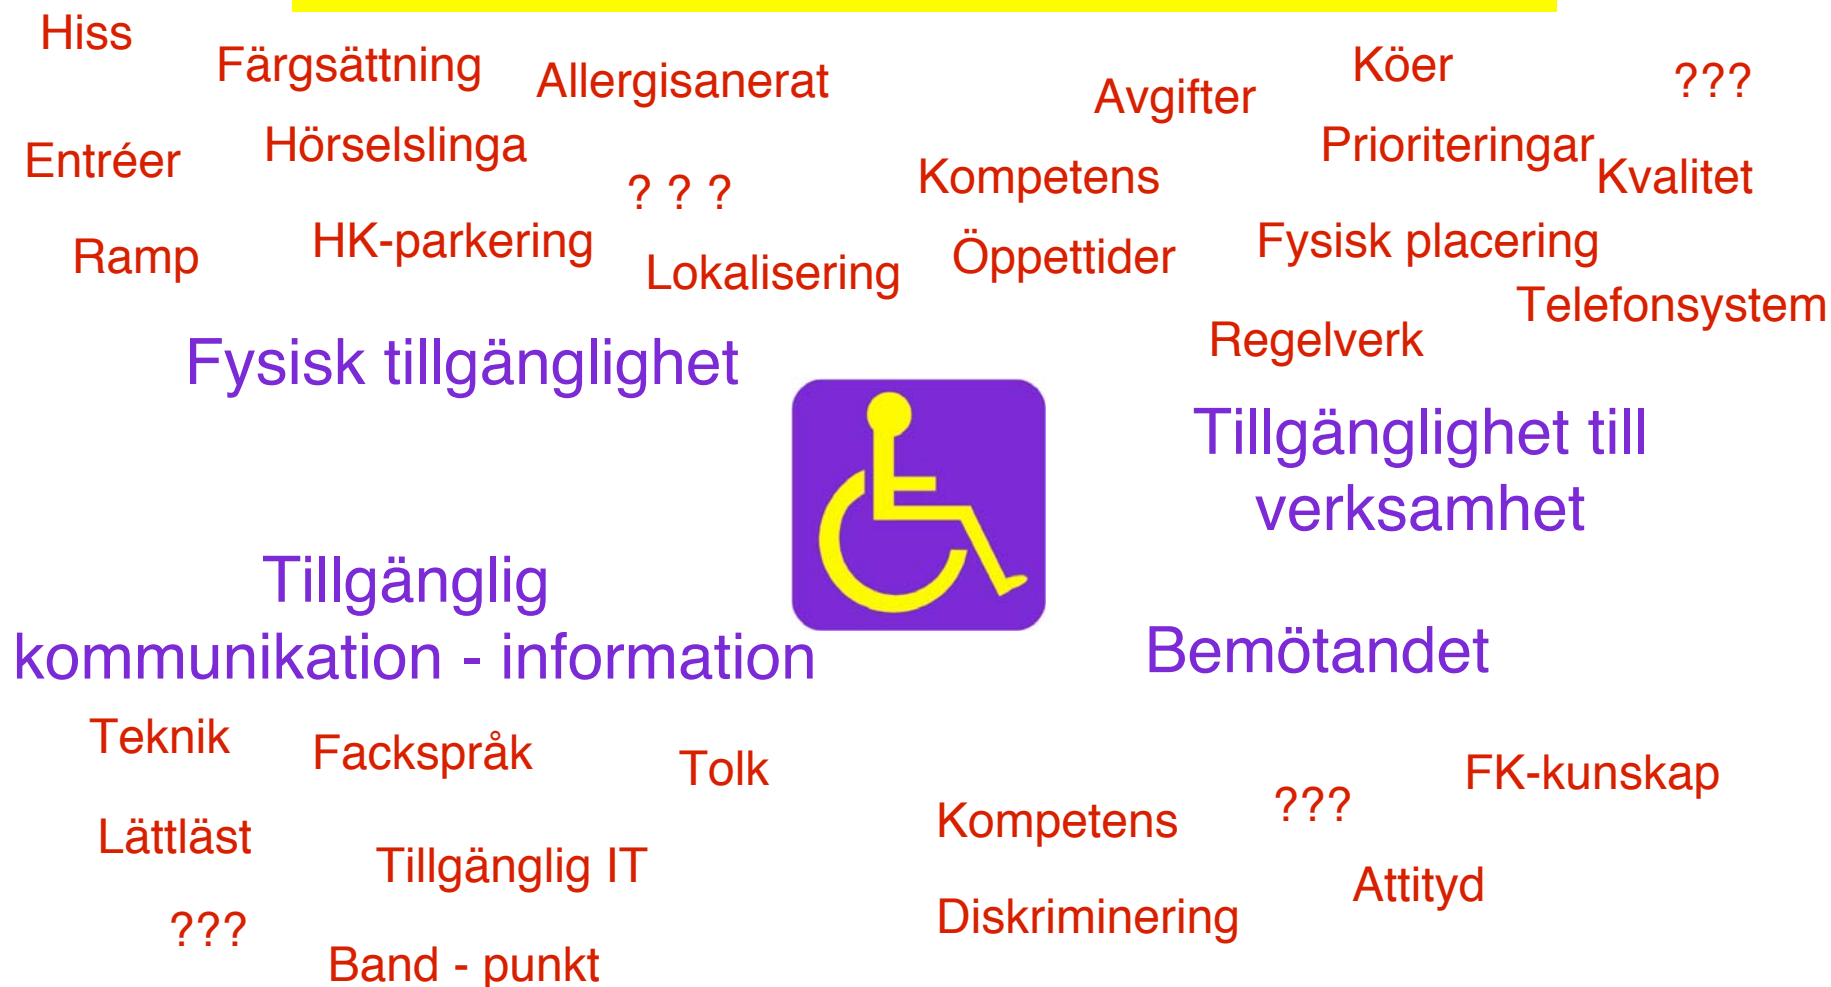 Hiss
Färgsättning
Allergisanerat
Entréer
Hörselslinga
? ? ?
Ramp
HK-parkering
Lokalisering
Fysisk tillgänglighet
Köer
???
Avgifter
Prioriteringar
Kompetens
Kvalitet
Öppettider
Fysisk placering
Telefonsystem
Regelverk
Tillgänglighet till
verksamhet
Tillgänglig
kommunikation - information
Teknik
Fackspråk
Tolk
Lättläst
Tillgänglig IT
???
Band - punkt
Bemötandet
FK-kunskap
Kompetens
???
Attityd
Diskriminering